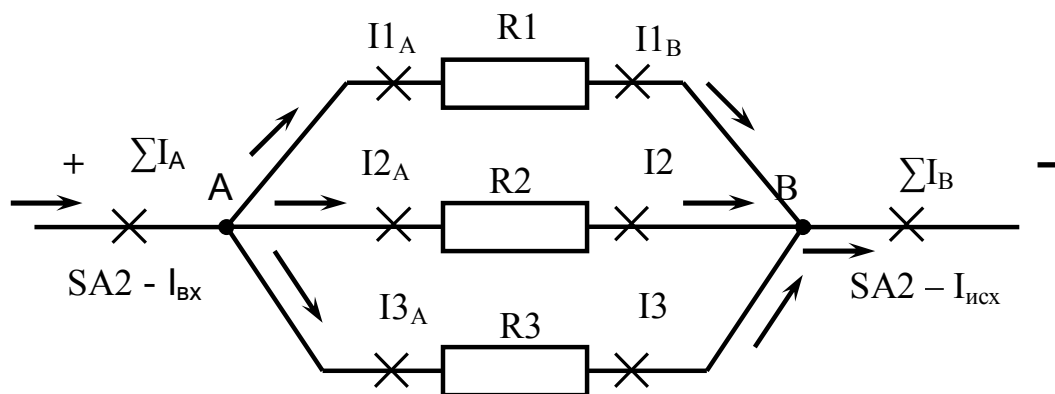 I1A R1 I1B
+ ∑IA A I2A R2 I2 B ∑IB –
SA2 - Iвх I3A R3 I3 SA2 – Iисх